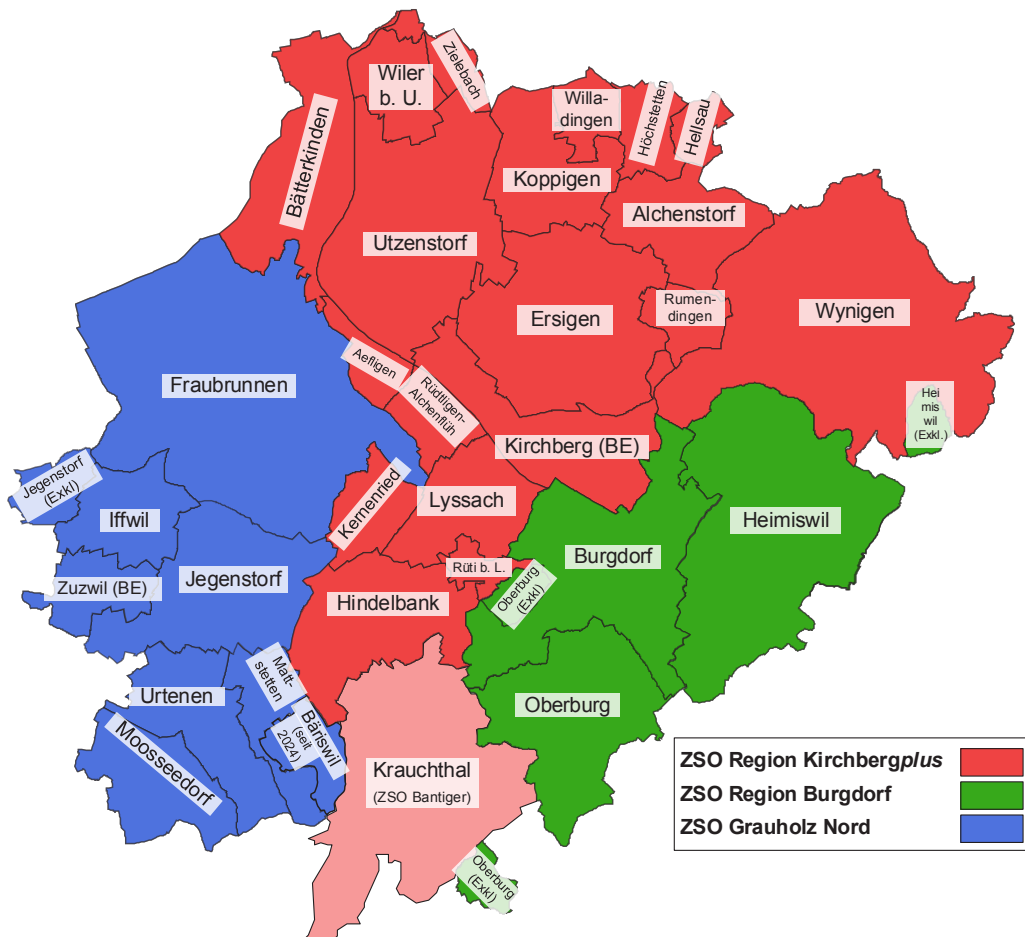 Wiler
b. U.
Zielebach
Bätterkinden
Willa-
dingen
Höchstetten
Hellsau
Koppigen
Alchenstorf
Utzenstorf
Ersigen
Rumen-
dingen
Wynigen
Aefligen
Rüdtligen-
Alchenflüh
Fraubrunnen
Hei
mis
wil
(Exkl.)
Kirchberg (BE)
Jegenstorf
(Exkl)
Kernenried
Lyssach
Iffwil
Burgdorf
Heimiswil
Zuzwil (BE)
Jegenstorf
Rüti b. L.
Oberburg
(Exkl)
Hindelbank
Matt-
stetten
Urtenen
Bäriswil
(seit
2024)
Oberburg
Moosseedorf
Krauchthal
(ZSO Bantiger)
Oberburg
(Exkl)
ZSO Region Kirchbergplus
ZSO Region Burgdorf
ZSO Grauholz Nord